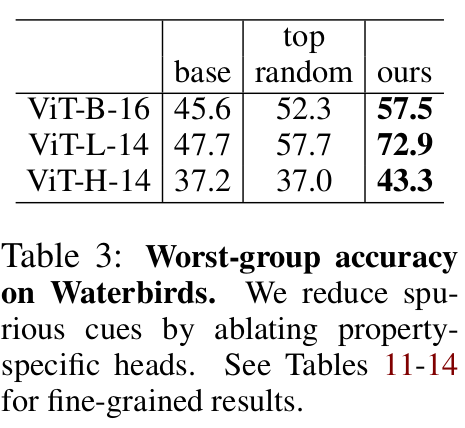 top
base random ours
ViT-B-16 45.6 52.3 57.5
ViT-L-14 47.7 57.7 72.9
ViT-H-14 37.2 37.0 43.3
Table 3: Worst-group accuracy
on Waterbirds. We reduce spu-
rious cues by ablating property-
specific heads. See Tables 11-14
for fine-grained results.